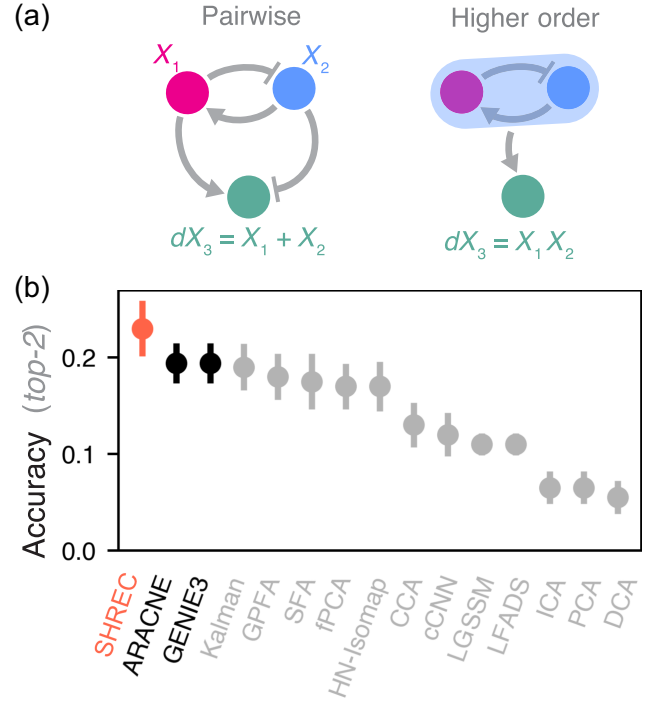 (a)
Pairwise
Higher order
X₁
X₂
dX₃ = X₁ + X₂
dX₃ = X₁ X₂
(b)
Accuracy (top-2)
0.2
0.1
0.0
SHREC
ARACNE
GENIE3
Kalman
GPFA
SFA
fPCA
HN-Isomap
CCA
cCNN
LGSSM
LFADS
ICA
PCA
DCA